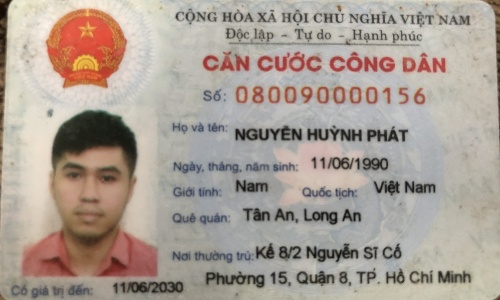 CỘNG HÒA XÃ HỘI CHỦ NGHĨA VIỆT NAM
Độc lập - Tự do - Hạnh phúc
CĂN CƯỚC CÔNG DÂN
Số: 080090000156
Họ và tên: NGUYỄN HUỲNH PHÁT
Ngày, tháng, năm sinh: 11/06/1990
Giới tính: Nam Quốc tịch: Việt Nam
Quê quán: Tân An, Long An
Nơi thường trú: Kế 8/2 Nguyễn Sĩ Cố
Phường 15, Quận 8, TP. Hồ Chí Minh
Có giá trị đến: 11/06/2030